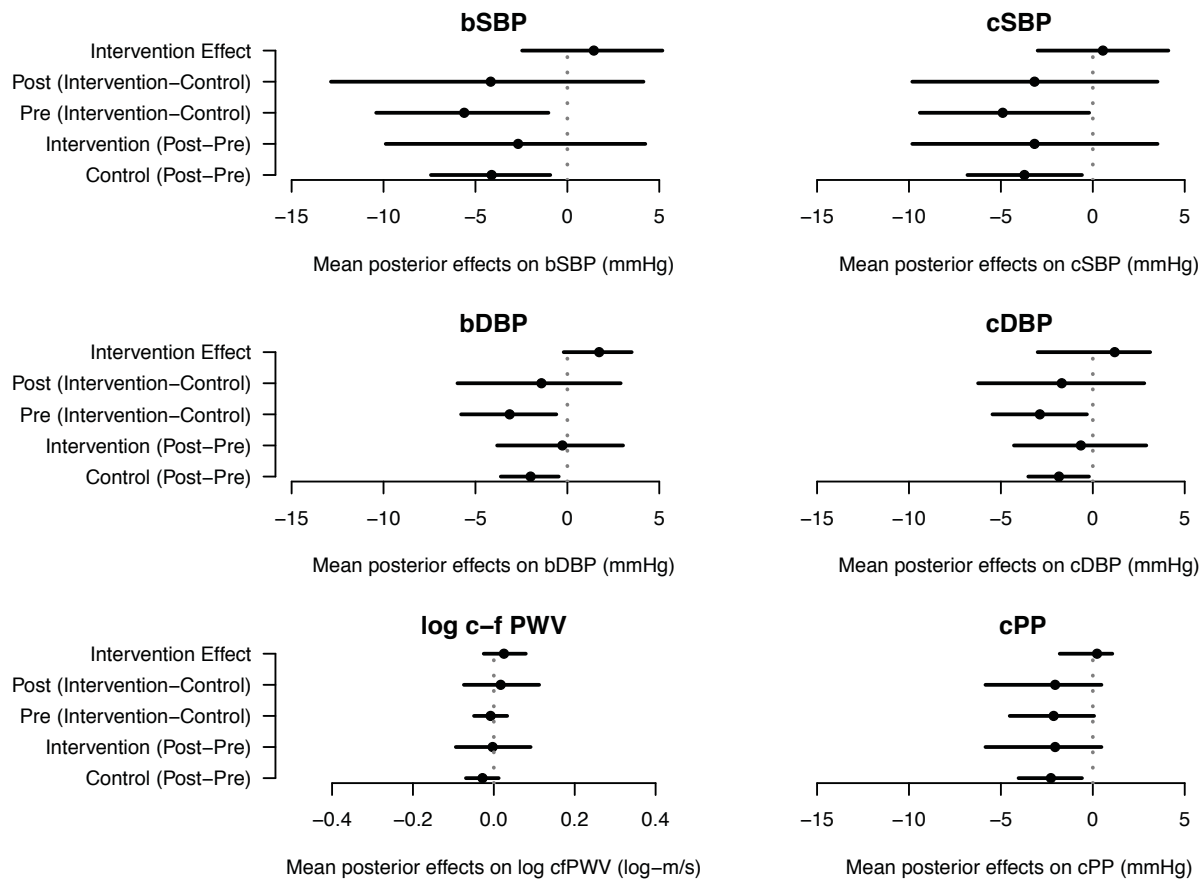 bSBP
cSBP
Intervention Effect
Post (Intervention−Control)
Pre (Intervention−Control)
Intervention (Post−Pre)
Control (Post−Pre)
−15 −10 −5 0 5
−15 −10 −5 0 5
Mean posterior effects on bSBP (mmHg)
Mean posterior effects on cSBP (mmHg)
bDBP
cDBP
Intervention Effect
Post (Intervention−Control)
Pre (Intervention−Control)
Intervention (Post−Pre)
Control (Post−Pre)
−15 −10 −5 0 5
−15 −10 −5 0 5
Mean posterior effects on bDBP (mmHg)
Mean posterior effects on cDBP (mmHg)
log c−f PWV
cPP
Intervention Effect
Post (Intervention−Control)
Pre (Intervention−Control)
Intervention (Post−Pre)
Control (Post−Pre)
−0.4 −0.2 0.0 0.2 0.4
−15 −10 −5 0 5
Mean posterior effects on log cfPWV (log−m/s)
Mean posterior effects on cPP (mmHg)